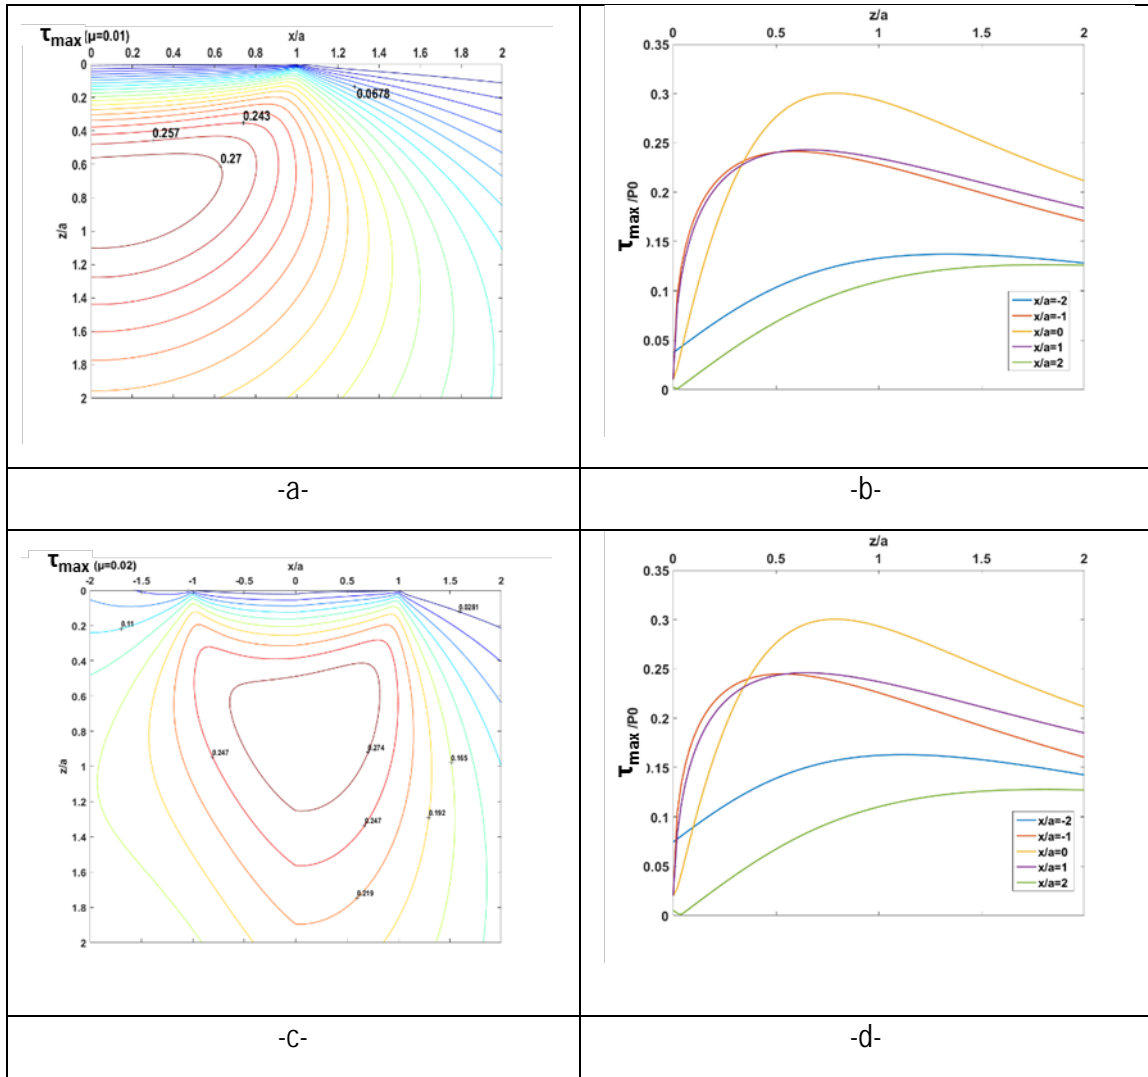 τmax (μ=0.01)
x/a
0 0.2 0.4 0.6 0.8 1 1.2 1.4 1.6 1.8 2
0
0.2
0.4
0.6
0.8
1
1.2
1.4
1.6
1.8
2
z/a
0.0678
0.243
0.257
0.27
z/a
0 0.5 1 1.5 2
0.35
0.3
0.25
0.2
0.15
0.1
0.05
0
τmax /P0
x/a=-2
x/a=-1
x/a=0
x/a=1
x/a=2
-a-
-b-
τmax (μ=0.02)
x/a
-2 -1.5 -1 -0.5 0 0.5 1 1.5 2
0
0.2
0.4
0.6
0.8
1
1.2
1.4
1.6
1.8
2
z/a
0.0281
0.11
0.247
0.274
0.165
0.192
0.247
0.219
z/a
0 0.5 1 1.5 2
0.35
0.3
0.25
0.2
0.15
0.1
0.05
0
τmax /P0
x/a=-2
x/a=-1
x/a=0
x/a=1
x/a=2
-c-
-d-